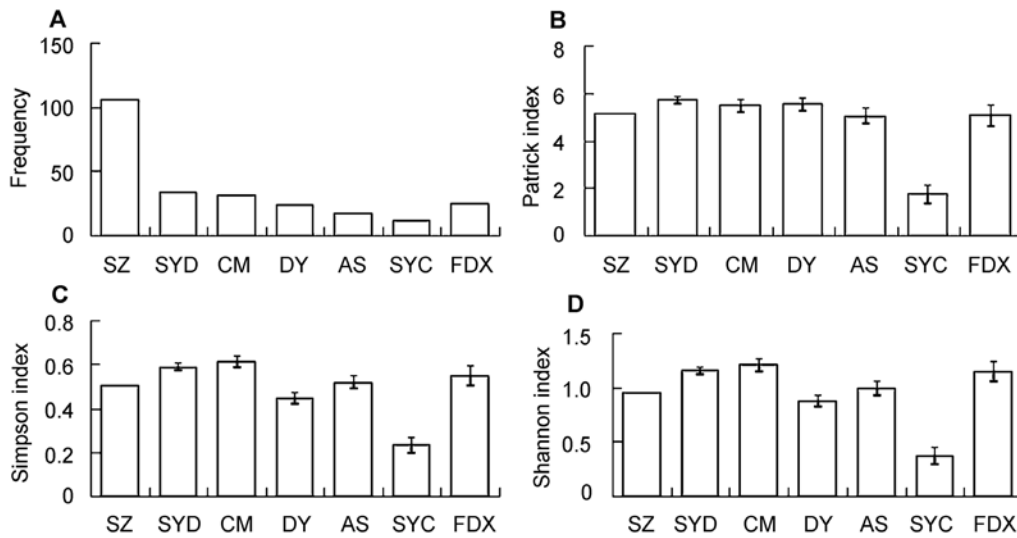 A
Frequency
150
100
50
0
SZ SYD CM DY AS SYC FDX
B
Patrick index
8
6
4
2
0
SZ SYD CM DY AS SYC FDX
C
Simpson index
0.8
0.6
0.4
0.2
0
SZ SYD CM DY AS SYC FDX
D
Shannon index
1.5
1.0
0.5
0
SZ SYD CM DY AS SYC FDX